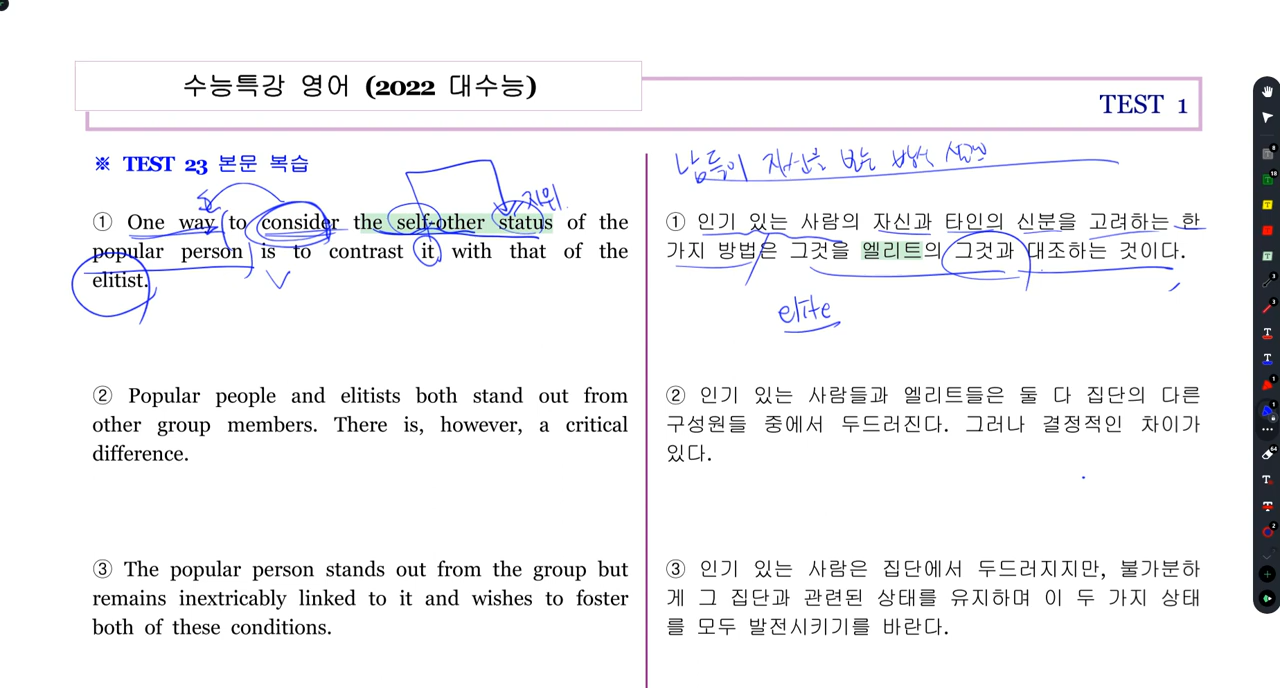 수능특강 영어 (2022 대수능)
TEST 1
※ TEST 23 본문 복습
지위
① One way to consider the self-other status of the
popular person is to contrast it with that of the
elitist.
② Popular people and elitists both stand out from
other group members. There is, however, a critical
difference.
③ The popular person stands out from the group but
remains inextricably linked to it and wishes to foster
both of these conditions.
남들이 자신을 보는 방식
① 인기 있는 사람의 자신과 타인의 신분을 고려하는 한
가지 방법은 그것을 엘리트의 그것과 대조하는 것이다.
elite
② 인기 있는 사람들과 엘리트들은 둘 다 집단의 다른
구성원들 중에서 두드러진다. 그러나 결정적인 차이가
있다.
③ 인기 있는 사람은 집단에서 두드러지지만, 불가분하
게 그 집단과 관련된 상태를 유지하며 이 두 가지 상태
를 모두 발전시키기를 바란다.